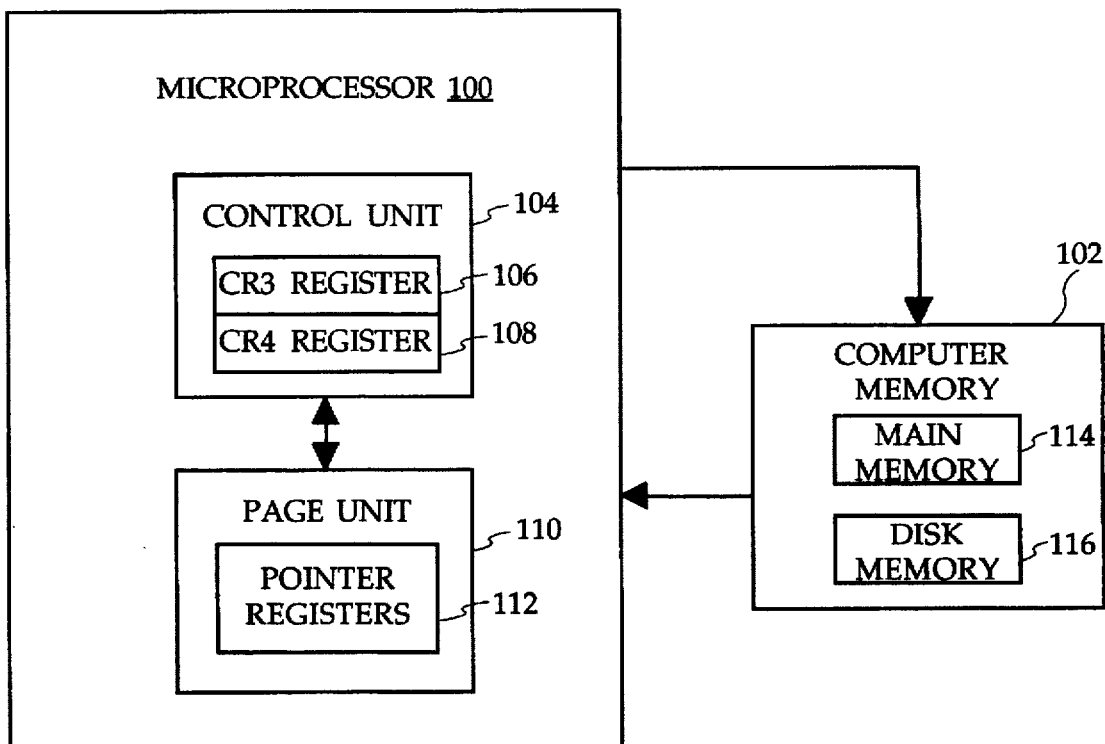 MICROPROCESSOR 100
CONTROL UNIT
104
CR3 REGISTER
106
CR4 REGISTER
108
PAGE UNIT
110
POINTER
REGISTERS
112
102
COMPUTER
MEMORY
MAIN
MEMORY
114
DISK
MEMORY
116